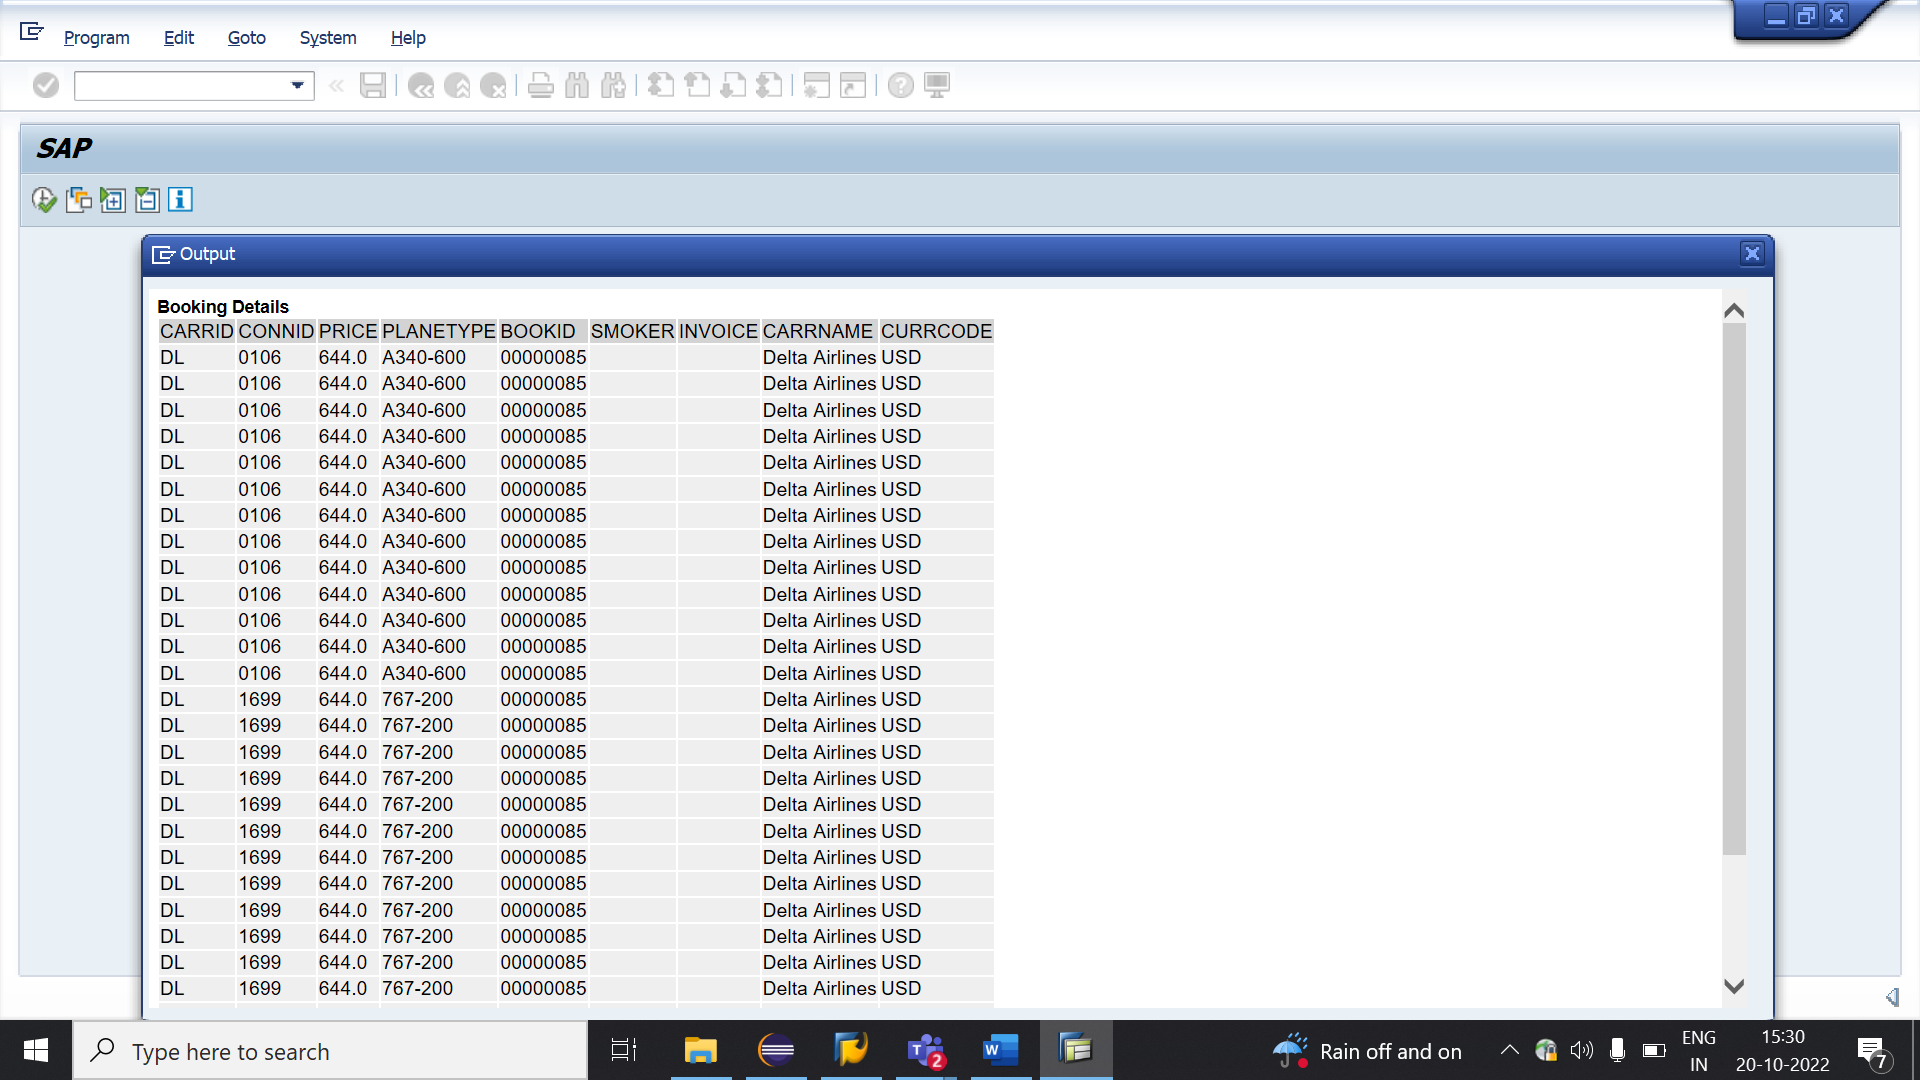 Program Edit Goto System Help
SAP
Output
Booking Details
CARRID CONNID PRICE PLANETYPE BOOKID SMOKER INVOICE CARRNAME CURRCODE
DL 0106 644.0 A340-600 00000085 Delta Airlines USD
DL 0106 644.0 A340-600 00000085 Delta Airlines USD
DL 0106 644.0 A340-600 00000085 Delta Airlines USD
DL 0106 644.0 A340-600 00000085 Delta Airlines USD
DL 0106 644.0 A340-600 00000085 Delta Airlines USD
DL 0106 644.0 A340-600 00000085 Delta Airlines USD
DL 0106 644.0 A340-600 00000085 Delta Airlines USD
DL 0106 644.0 A340-600 00000085 Delta Airlines USD
DL 0106 644.0 A340-600 00000085 Delta Airlines USD
DL 0106 644.0 A340-600 00000085 Delta Airlines USD
DL 0106 644.0 A340-600 00000085 Delta Airlines USD
DL 0106 644.0 A340-600 00000085 Delta Airlines USD
DL 0106 644.0 A340-600 00000085 Delta Airlines USD
DL 1699 644.0 767-200 00000085 Delta Airlines USD
DL 1699 644.0 767-200 00000085 Delta Airlines USD
DL 1699 644.0 767-200 00000085 Delta Airlines USD
DL 1699 644.0 767-200 00000085 Delta Airlines USD
DL 1699 644.0 767-200 00000085 Delta Airlines USD
DL 1699 644.0 767-200 00000085 Delta Airlines USD
DL 1699 644.0 767-200 00000085 Delta Airlines USD
DL 1699 644.0 767-200 00000085 Delta Airlines USD
DL 1699 644.0 767-200 00000085 Delta Airlines USD
DL 1699 644.0 767-200 00000085 Delta Airlines USD
DL 1699 644.0 767-200 00000085 Delta Airlines USD
DL 1699 644.0 767-200 00000085 Delta Airlines USD
Type here to search
T 2
W
Rain off and on
ENG
IN
15:30
20-10-2022
7